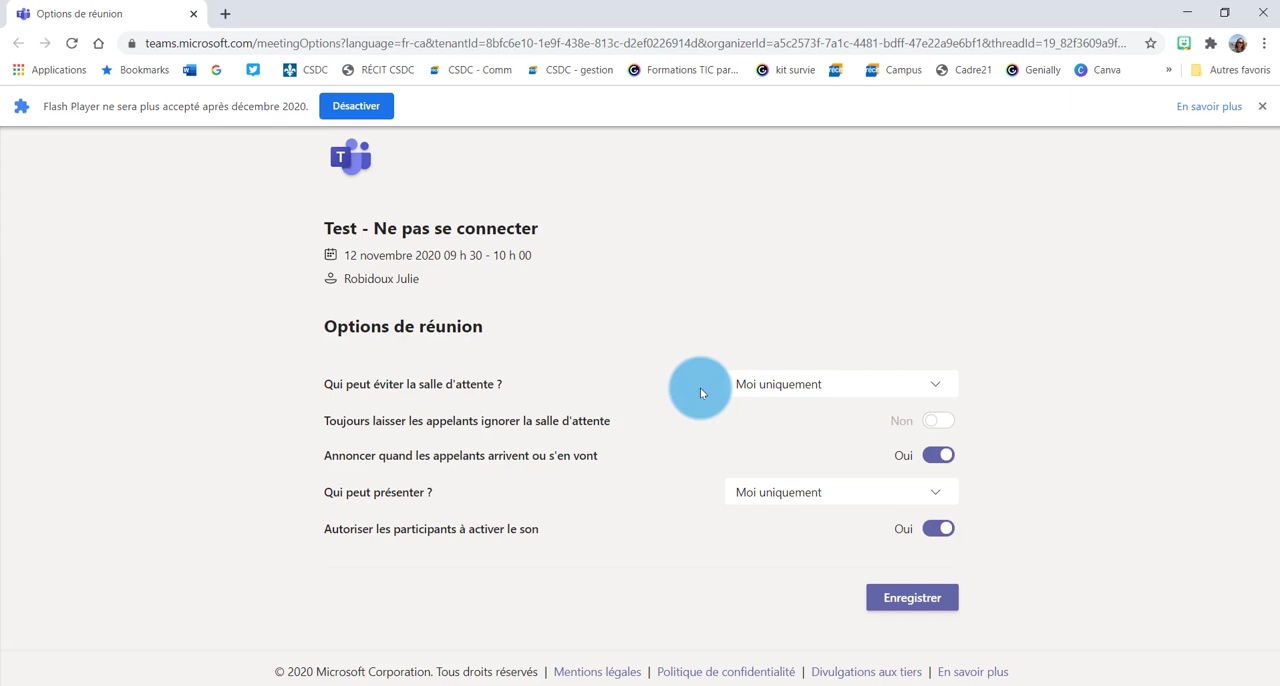 Options de réunion
teams.microsoft.com/meetingOptions?language=fr-ca&tenantId=8bfc6e10-1e9f-438e-813c-d2ef0226914d&organizerId=a5c2573f-7a1c-4481-bdff-47e22a9e6bf1&threadId=19_82f3609a9f...
Applications Bookmarks CSDC RÉCIT CSDC CSDC - Comm CSDC - gestion Formations TIC par... kit survie Campus Cadre21 Genially Canva » Autres favoris
Flash Player ne sera plus accepté après décembre 2020. Désactiver En savoir plus
T
Test - Ne pas se connecter
12 novembre 2020 09 h 30 - 10 h 00
Robidoux Julie
Options de réunion
Qui peut éviter la salle d'attente ? Moi uniquement
Toujours laisser les appelants ignorer la salle d'attente Non
Annoncer quand les appelants arrivent ou s'en vont Oui
Qui peut présenter ? Moi uniquement
Autoriser les participants à activer le son Oui
Enregistrer
© 2020 Microsoft Corporation. Tous droits réservés | Mentions légales | Politique de confidentialité | Divulgations aux tiers | En savoir plus